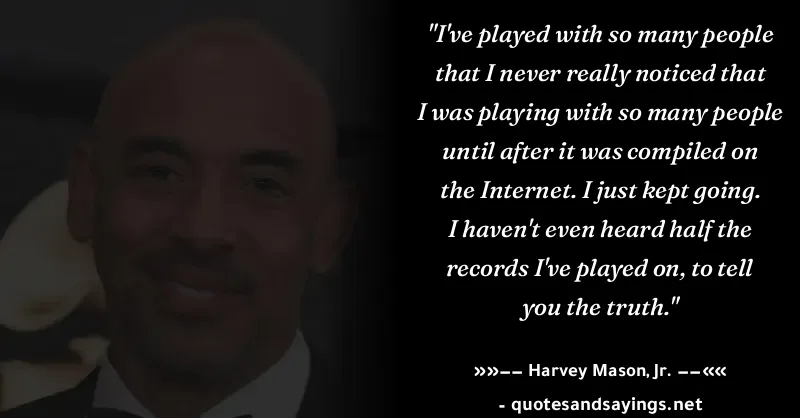 "I've played with so many people
that I never really noticed that
I was playing with so many people
until after it was compiled on
the Internet. I just kept going.
I haven't even heard half the
records I've played on, to tell
you the truth."
»»−− Harvey Mason, Jr. −−««
- quotesandsayings.net